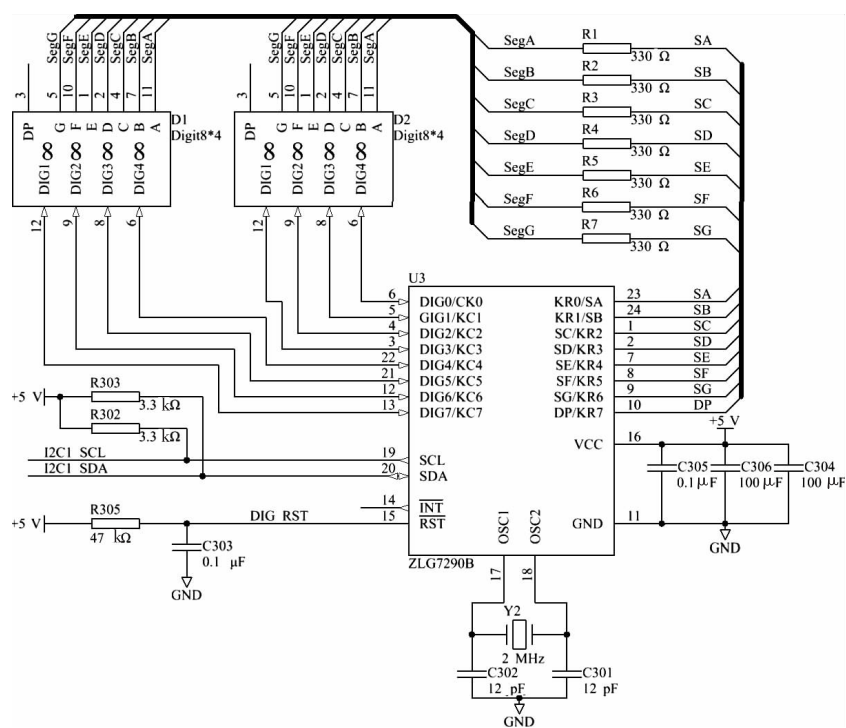 SegG SegF SegE SegD SegC SegB SegA
SegG SegF SegE SegD SegC SegB SegA
3 5 10 1 2 4 7 11
3 5 10 1 2 4 7 11
DP G F E D C B A
DP G F E D C B A
D1
Digit8*4
D2
Digit8*4
DIG1 DIG2 DIG3 DIG4
DIG1 DIG2 DIG3 DIG4
12 9 8 6
12 9 8 6
SegA R1 330 Ω SA
SegB R2 330 Ω SB
SegC R3 330 Ω SC
SegD R4 330 Ω SD
SegE R5 330 Ω SE
SegF R6 330 Ω SF
SegG R7 330 Ω SG
U3
6 DIG0/CK0 KR0/SA 23 SA
5 GIG1/KC1 KR1/SB 24 SB
4 DIG2/KC2 SC/KR2 1 SC
3 DIG3/KC3 SD/KR3 2 SD
22 DIG4/KC4 SE/KR4 7 SE
21 DIG5/KC5 SF/KR5 8 SF
12 DIG6/KC6 SG/KR6 9 SG
13 DIG7/KC7 DP/KR7 10 DP
+5 V
R303
3.3 kΩ
R302
3.3 kΩ
I2C1 SCL 19 SCL
I2C1 SDA 20 SDA
14 INT
+5 V R305 47 kΩ DIG RST 15 RST
C303
0.1 μF
GND
VCC 16
+5 V
C305
0.1 μF
C306
100 μF
C304
100 μF
GND 11
GND
OSC1 OSC2
ZLG7290B
17 18
Y2
2 MHz
C302
12 pF
C301
12 pF
GND